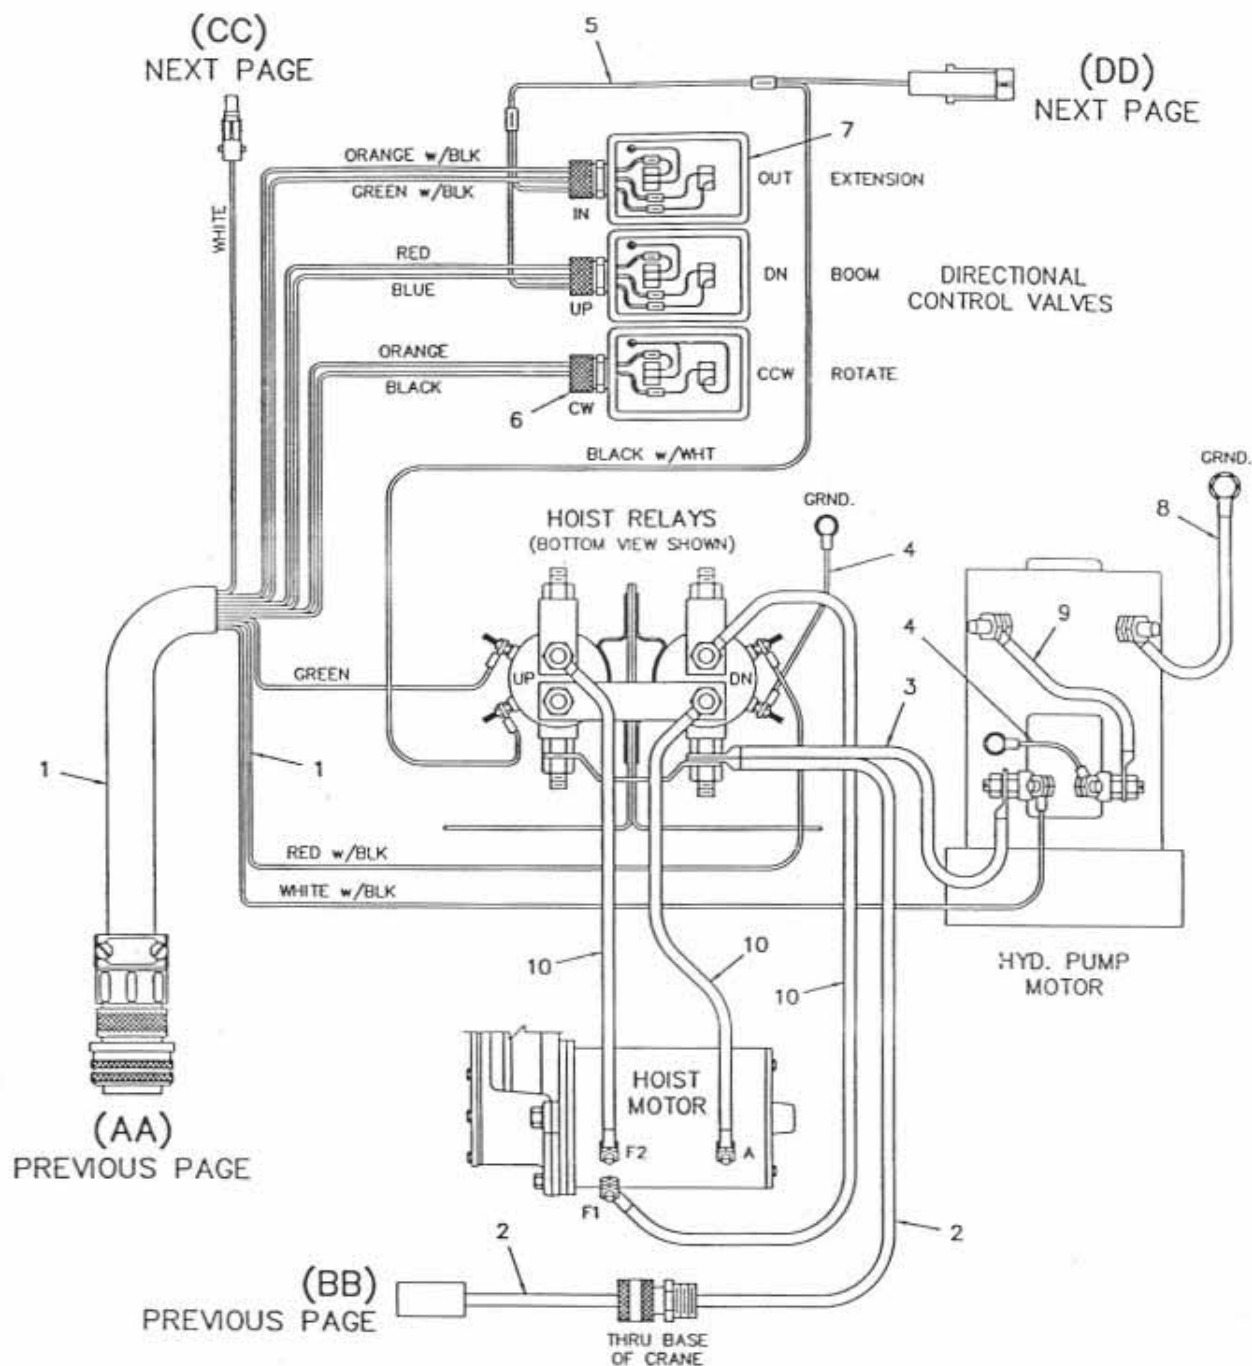 (CC)
NEXT PAGE
5
(DD)
NEXT PAGE
7
ORANGE w/BLK
GREEN w/BLK
WHITE
IN
OUT
EXTENSION
RED
BLUE
UP
DN
BOOM
DIRECTIONAL
CONTROL VALVES
ORANGE
BLACK
6
CW
CCW
ROTATE
BLACK w/WHT
GRND.
GRND.
HOIST RELAYS
(BOTTOM VIEW SHOWN)
4
8
9
4
GREEN
UP
DN
3
1
1
RED w/BLK
WHITE w/BLK
10
10
10
HYD. PUMP
MOTOR
HOIST
MOTOR
F2
A
F1
(AA)
PREVIOUS PAGE
2
2
(BB)
PREVIOUS PAGE
THRU BASE
OF CRANE